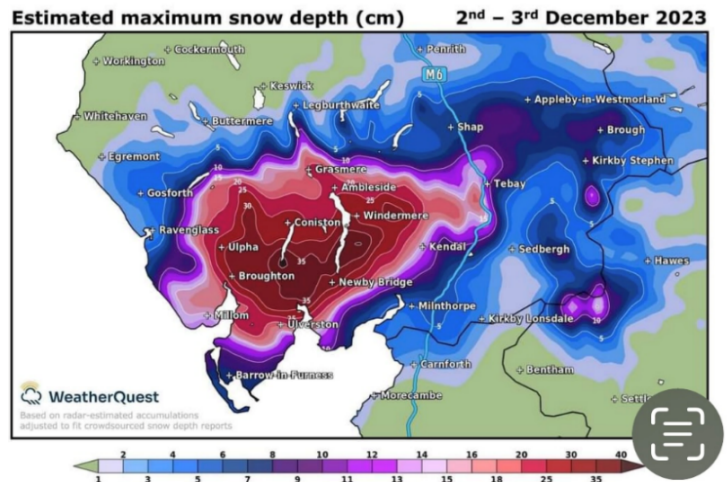 Estimated maximum snow depth (cm) 2nd – 3rd December 2023
Penrith
Cockermouth
Workington
M6
Keswick
Legburthwaite
Appleby-in-Westmorland
Whitehaven
Buttermere
Shap
Brough
Egremont
Kirkby Stephen
Grasmere
Gosforth
Ambleside
Tebay
Windermere
Coniston
Ravenglass
Ulpha
Kendal
Sedbergh
Hawes
Broughton
Newby Bridge
Milnthorpe
Millom
Ulverston
Kirkby Lonsdale
Carnforth
Bentham
Barrow-in-Furness
Morecambe
Settl
WeatherQuest
Based on radar-estimated accumulations
adjusted to fit crowdsourced snow depth reports
2 3 4 6 8 10 12 14 16 20 30 40
1 3 5 7 9 11 13 15 18 25 35